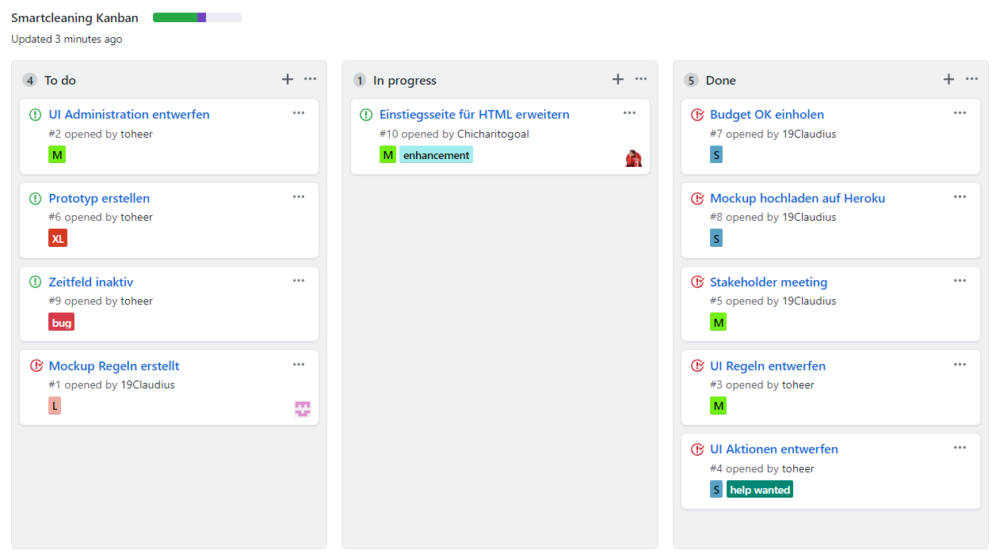 Smartcleaning Kanban
Updated 3 minutes ago
4 To do
UI Administration entwerfen
#2 opened by toheer
M
Prototyp erstellen
#6 opened by toheer
XL
Zeitfeld inaktiv
#9 opened by toheer
bug
Mockup Regeln erstellt
#1 opened by 19Claudius
L
1 In progress
Einstiegsseite für HTML erweitern
#10 opened by Chicharitogoal
M enhancement
5 Done
Budget OK einholen
#7 opened by 19Claudius
S
Mockup hochladen auf Heroku
#8 opened by 19Claudius
S
Stakeholder meeting
#5 opened by 19Claudius
M
UI Regeln entwerfen
#3 opened by toheer
M
UI Aktionen entwerfen
#4 opened by toheer
S help wanted